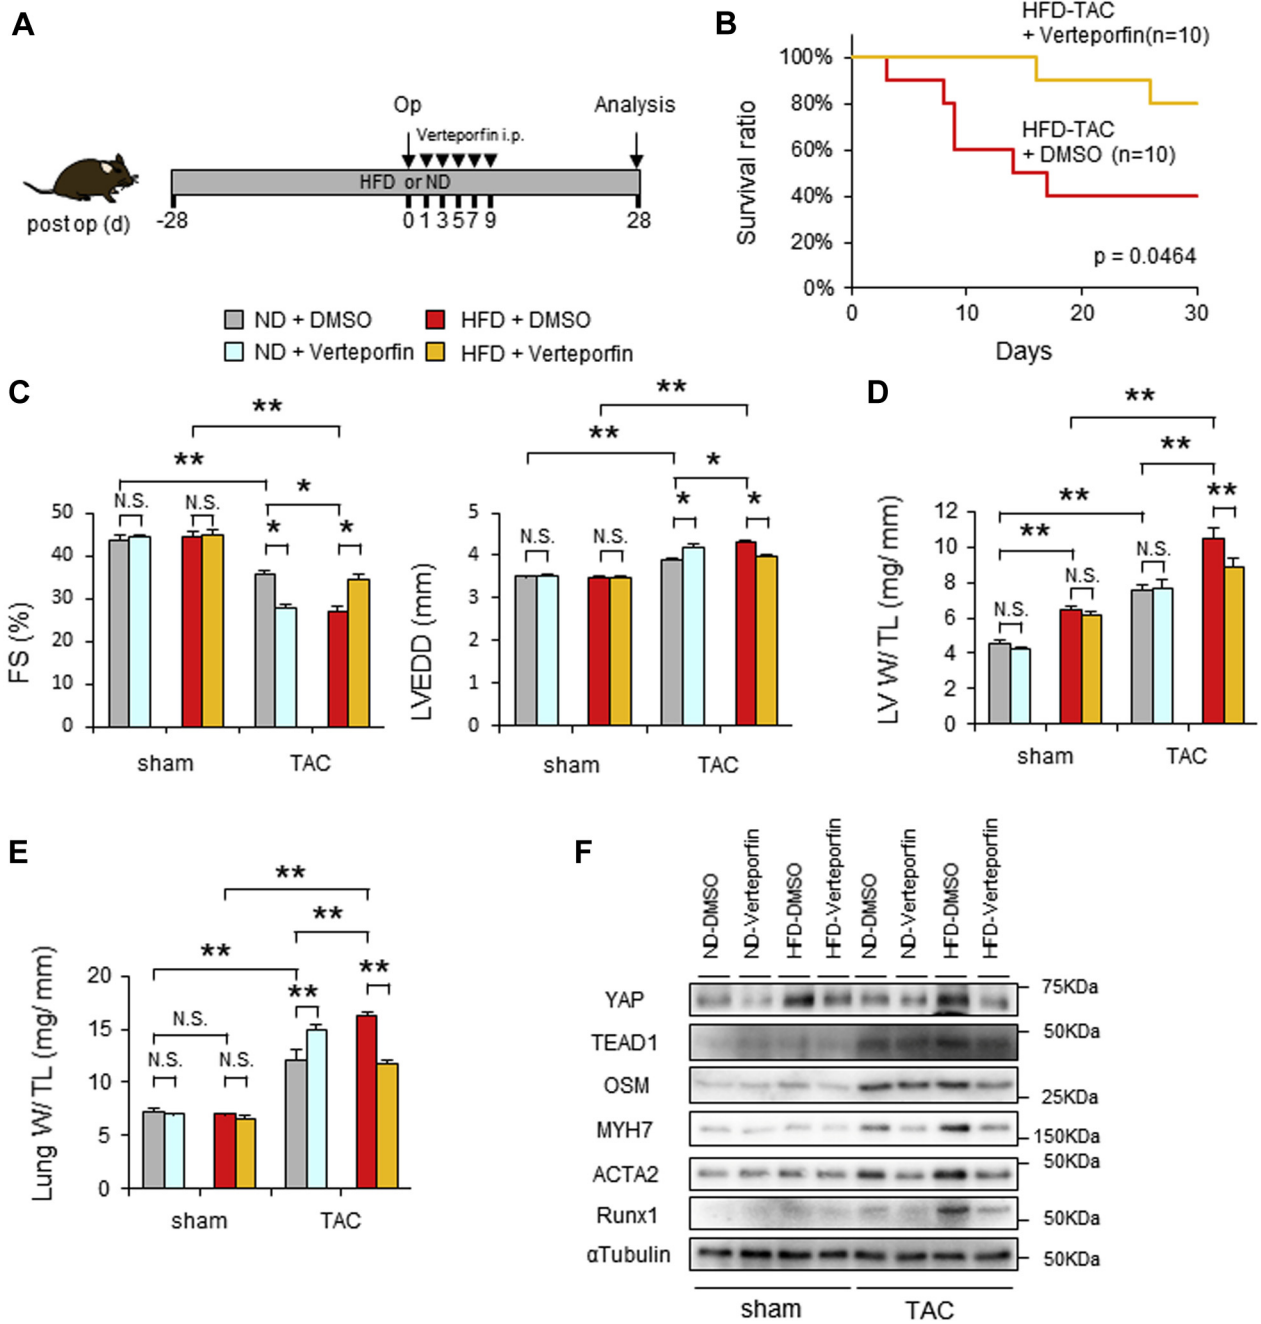 A
Op
Analysis
Verteporfin i.p.
HFD or ND
post op (d)
-28
0 1 3 5 7 9
28
B
HFD-TAC
+ Verteporfin(n=10)
HFD-TAC
+ DMSO (n=10)
Survival ratio
100%
80%
60%
40%
20%
0%
p = 0.0464
0 10 20 30
Days
ND + DMSO
HFD + DMSO
ND + Verteporfin
HFD + Verteporfin
C
**
**
*
N.S.
N.S.
*
*
FS (%)
50
40
30
20
10
0
sham
TAC
**
**
*
N.S.
N.S.
*
*
LVEDD (mm)
5
4
3
2
1
0
sham
TAC
D
**
**
**
**
**
N.S.
N.S.
N.S.
LV W/ TL (mg/ mm)
12
10
8
6
4
2
0
sham
TAC
E
**
**
**
**
**
N.S.
N.S.
N.S.
Lung W/ TL (mg/ mm)
20
15
10
5
0
sham
TAC
F
ND-DMSO
ND-Verteporfin
HFD-DMSO
HFD-Verteporfin
ND-DMSO
ND-Verteporfin
HFD-DMSO
HFD-Verteporfin
YAP
75KDa
TEAD1
50KDa
OSM
25KDa
MYH7
150KDa
ACTA2
50KDa
Runx1
50KDa
αTubulin
50KDa
sham
TAC